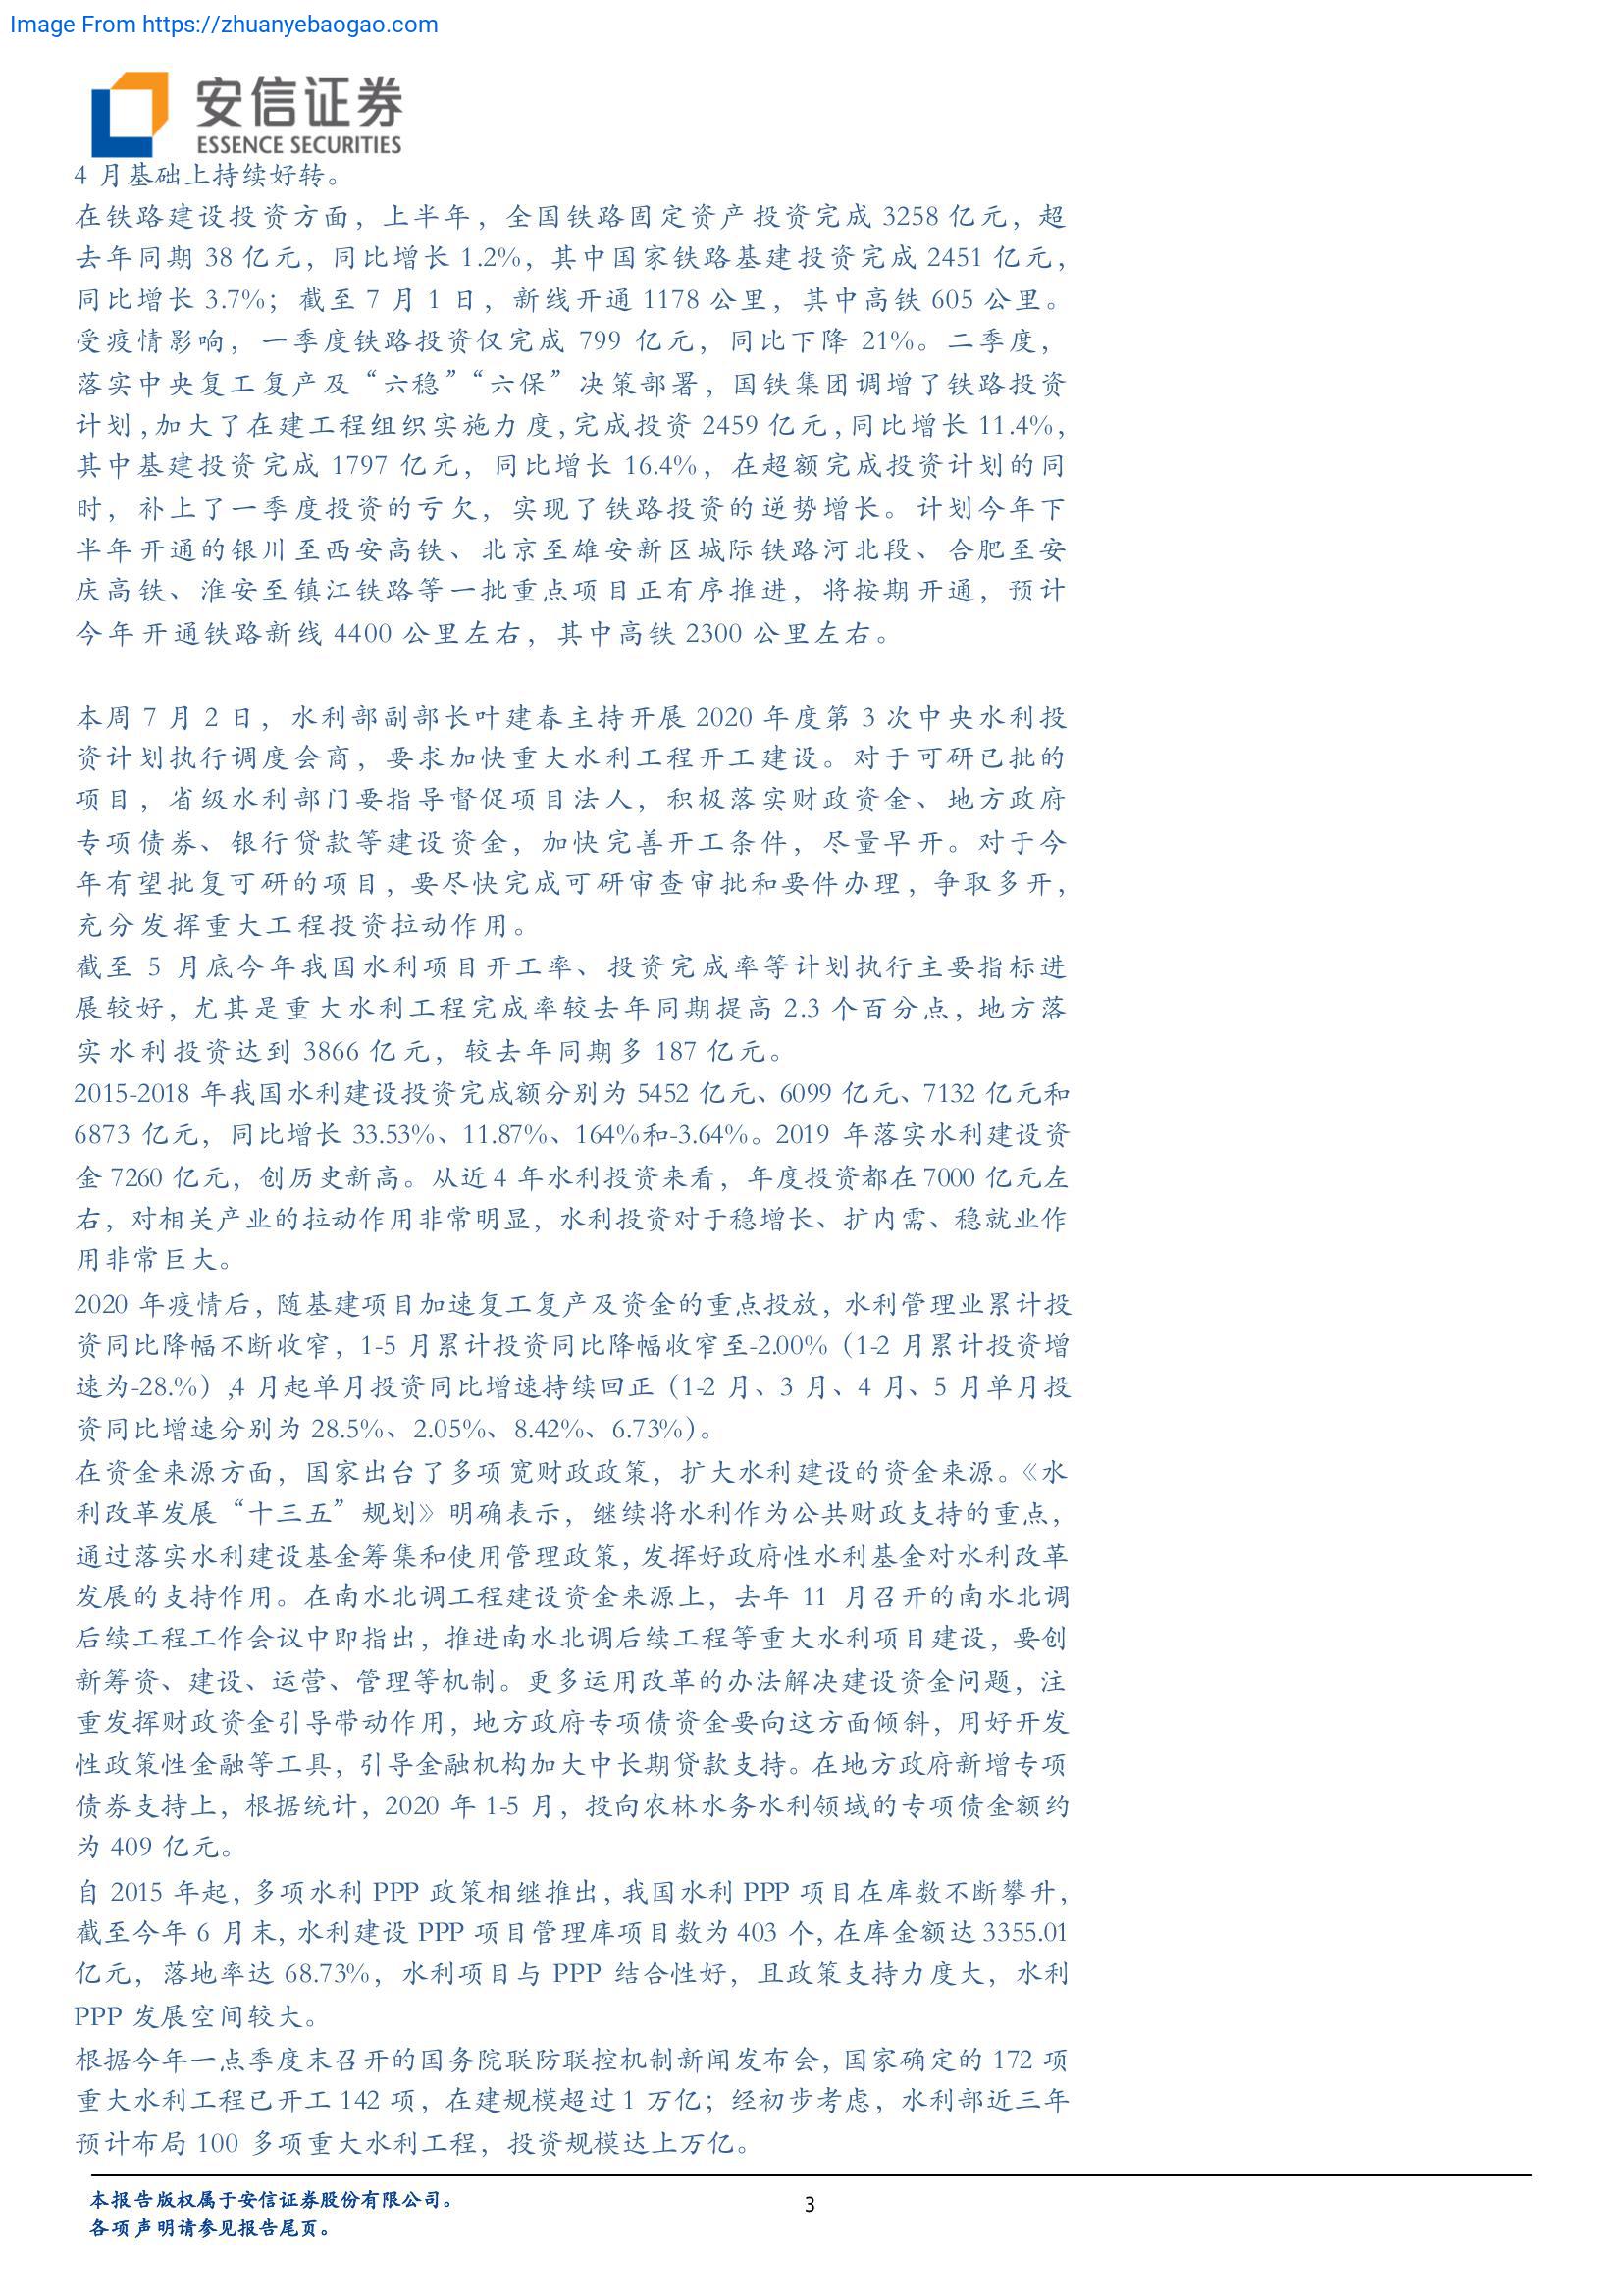 Image From https://zhuanyebaogao.com
安信证券
ESSENCE SECURITIES
4 月基础上持续好转。
在铁路建设投资方面，上半年，全国铁路固定资产投资完成 3258 亿元，超
去年同期 38 亿元，同比增长 1.2%，其中国家铁路基建投资完成 2451 亿元，
同比增长 3.7%；截至 7 月 1 日，新线开通 1178 公里，其中高铁 605 公里。
受疫情影响，一季度铁路投资仅完成 799 亿元，同比下降 21%。二季度，
落实中央复工复产及“六稳”“六保”决策部署，国铁集团调增了铁路投资
计划，加大了在建工程组织实施力度，完成投资 2459 亿元，同比增长 11.4%，
其中基建投资完成 1797 亿元，同比增长 16.4%，在超额完成投资计划的同
时，补上了一季度投资的亏欠，实现了铁路投资的逆势增长。计划今年下
半年开通的银川至西安高铁、北京至雄安新区城际铁路河北段、合肥至安
庆高铁、淮安至镇江铁路等一批重点项目正有序推进，将按期开通，预计
今年开通铁路新线 4400 公里左右，其中高铁 2300 公里左右。
本周 7 月 2 日，水利部副部长叶建春主持开展 2020 年度第 3 次中央水利投
资计划执行调度会商，要求加快重大水利工程开工建设。对于可研已批的
项目，省级水利部门要指导督促项目法人，积极落实财政资金、地方政府
专项债券、银行贷款等建设资金，加快完善开工条件，尽量早开。对于今
年有望批复可研的项目，要尽快完成可研审查审批和要件办理，争取多开，
充分发挥重大工程投资拉动作用。
截至 5 月底今年我国水利项目开工率、投资完成率等计划执行主要指标进
展较好，尤其是重大水利工程完成率较去年同期提高 2.3 个百分点，地方落
实水利投资达到 3866 亿元，较去年同期多 187 亿元。
2015-2018 年我国水利建设投资完成额分别为 5452 亿元、6099 亿元、7132 亿元和
6873 亿元，同比增长 33.53%、11.87%、164%和-3.64%。2019 年落实水利建设资
金 7260 亿元，创历史新高。从近 4 年水利投资来看，年度投资都在 7000 亿元左
右，对相关产业的拉动作用非常明显，水利投资对于稳增长、扩内需、稳就业作
用非常巨大。
2020 年疫情后，随基建项目加速复工复产及资金的重点投放，水利管理业累计投
资同比降幅不断收窄，1-5 月累计投资同比降幅收窄至-2.00%（1-2 月累计投资增
速为-28.%）,4 月起单月投资同比增速持续回正（1-2 月、3 月、4 月、5 月单月投
资同比增速分别为 28.5%、2.05%、8.42%、6.73%）。
在资金来源方面，国家出台了多项宽财政政策，扩大水利建设的资金来源。《水
利改革发展“十三五”规划》明确表示，继续将水利作为公共财政支持的重点，
通过落实水利建设基金筹集和使用管理政策，发挥好政府性水利基金对水利改革
发展的支持作用。在南水北调工程建设资金来源上，去年 11 月召开的南水北调
后续工程工作会议中即指出，推进南水北调后续工程等重大水利项目建设，要创
新筹资、建设、运营、管理等机制。更多运用改革的办法解决建设资金问题，注
重发挥财政资金引导带动作用，地方政府专项债资金要向这方面倾斜，用好开发
性政策性金融等工具，引导金融机构加大中长期贷款支持。在地方政府新增专项
债券支持上，根据统计，2020 年 1-5 月，投向农林水务水利领域的专项债金额约
为 409 亿元。
自 2015 年起，多项水利 PPP 政策相继推出，我国水利 PPP 项目在库数不断攀升，
截至今年 6 月末，水利建设 PPP 项目管理库项目数为 403 个，在库金额达 3355.01
亿元，落地率达 68.73%，水利项目与 PPP 结合性好，且政策支持力度大，水利
PPP 发展空间较大。
根据今年一点季度末召开的国务院联防联控机制新闻发布会，国家确定的 172 项
重大水利工程已开工 142 项，在建规模超过 1 万亿；经初步考虑，水利部近三年
预计布局 100 多项重大水利工程，投资规模达上万亿。
本报告版权属于安信证券股份有限公司。
3
各项声明请参见报告尾页。